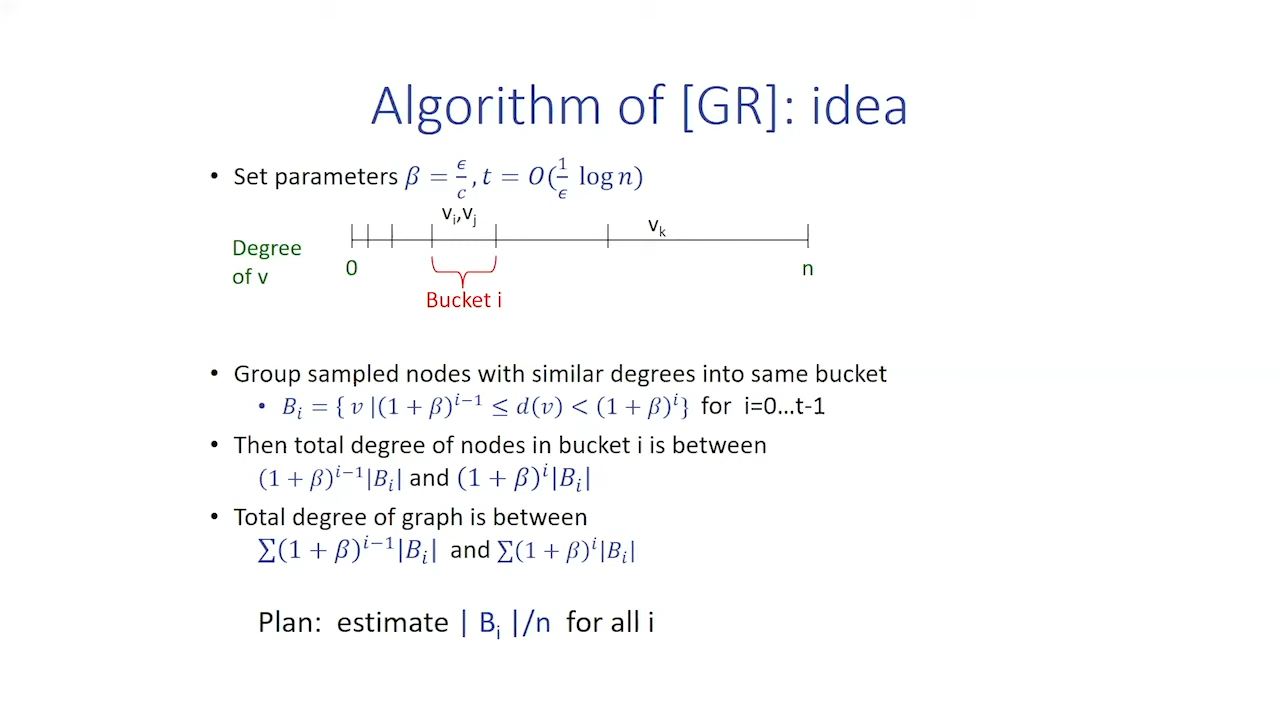 Algorithm of [GR]: idea
• Set parameters β = ϵ/c, t = O(1/ϵ log n)
vi,vj
vk
Degree
of v
0
n
Bucket i
• Group sampled nodes with similar degrees into same bucket
• Bi = { v |(1 + β)^{i−1} ≤ d(v) < (1 + β)^i} for i=0...t-1
• Then total degree of nodes in bucket i is between
(1 + β)^{i−1}|Bi| and (1 + β)^i|Bi|
• Total degree of graph is between
∑(1 + β)^{i−1}|Bi| and ∑(1 + β)^i|Bi|
Plan: estimate | Bi |/n for all i